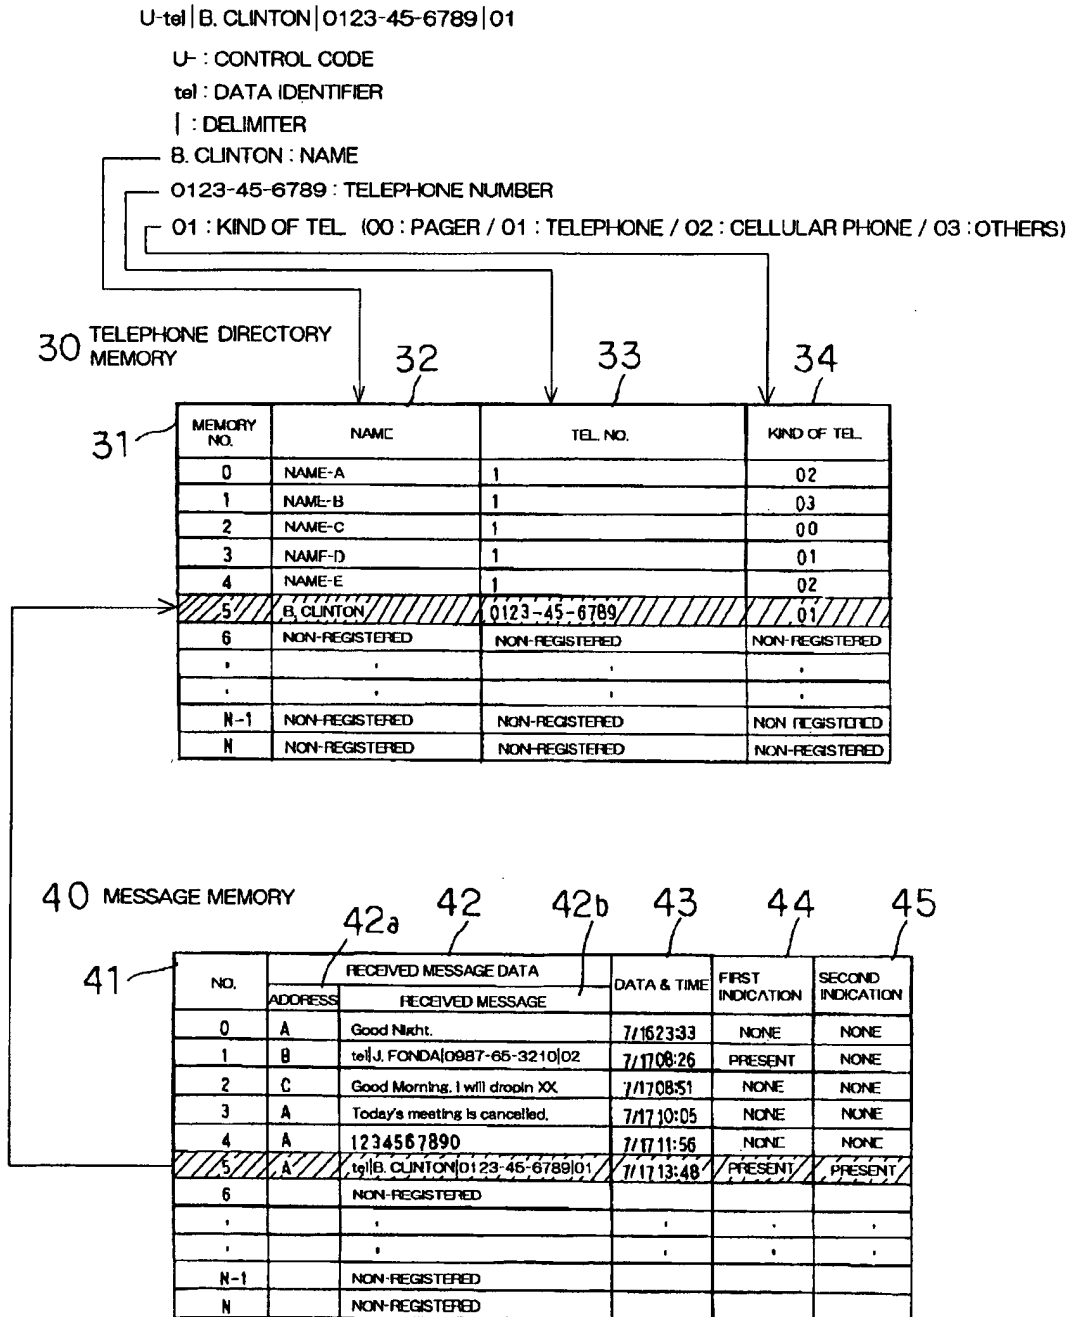 U-tel|B. CLINTON|0123-45-6789|01
U- : CONTROL CODE
tel : DATA IDENTIFIER
| : DELIMITER
B. CLINTON : NAME
0123-45-6789 : TELEPHONE NUMBER
01 : KIND OF TEL. (00 : PAGER / 01 : TELEPHONE / 02 : CELLULAR PHONE / 03 : OTHERS)
30 TELEPHONE DIRECTORY
MEMORY
32 33 34
31
MEMORY NO. NAME TEL. NO. KIND OF TEL.
0 NAME-A 1 02
1 NAME-B 1 03
2 NAME-C 1 00
3 NAME-D 1 01
4 NAME-E 1 02
5 B. CLINTON 0123-45-6789 01
6 NON-REGISTERED NON-REGISTERED NON-REGISTERED
N-1 NON-REGISTERED NON-REGISTERED NON REGISTERED
N NON-REGISTERED NON-REGISTERED NON-REGISTERED
40 MESSAGE MEMORY
42a 42 42b 43 44 45
41
NO. RECEIVED MESSAGE DATA DATA & TIME FIRST INDICATION SECOND INDICATION
ADDRESS RECEIVED MESSAGE
0 A Good Night. 7/16 23:33 NONE NONE
1 B tel|J. FONDA|0987-65-3210|02 7/17 08:26 PRESENT NONE
2 C Good Morning. I will dropin XX. 7/17 08:51 NONE NONE
3 A Today's meeting is cancelled. 7/17 10:05 NONE NONE
4 A 1234567890 7/17 11:56 NONE NONE
5 A tel|B. CLINTON|0123-45-6789|01 7/17 13:48 PRESENT PRESENT
6 NON-REGISTERED
N-1 NON-REGISTERED
N NON-REGISTERED